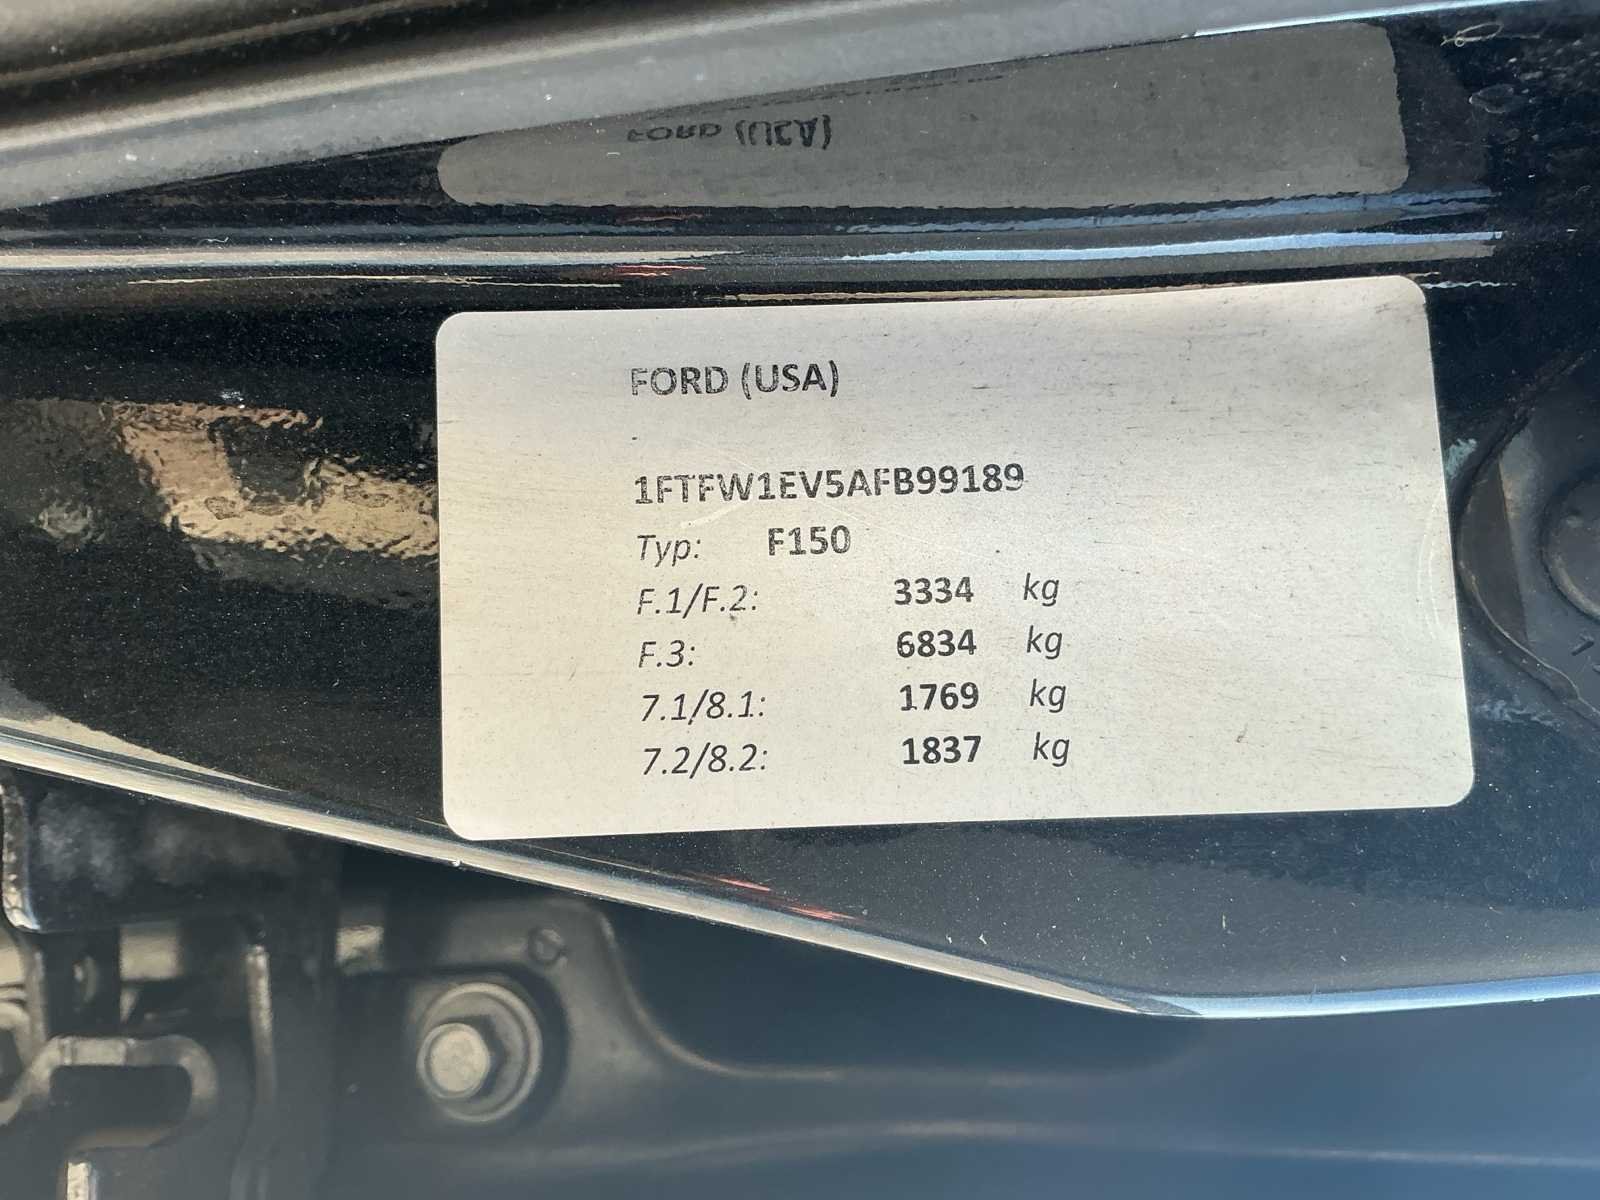 FORD (USA)
FORD (USA)
1FTFW1EV5AFB99189
Typ: F150
F.1/F.2: 3334 kg
F.3: 6834 kg
7.1/8.1: 1769 kg
7.2/8.2: 1837 kg